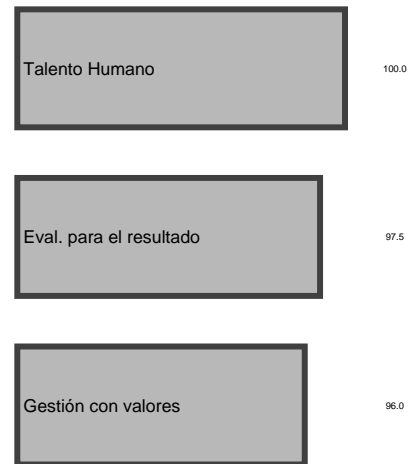 Talento Humano 100.0
Eval. para el resultado 97.5
Gestión con valores 96.0